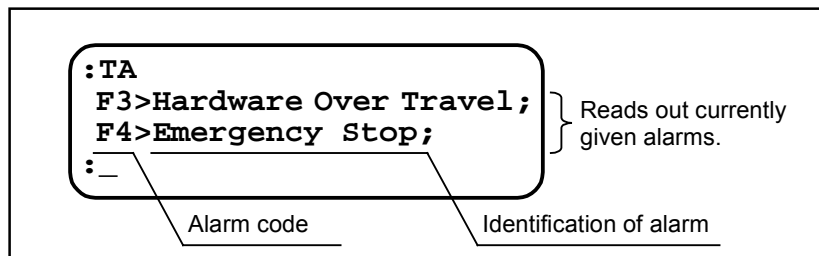 :TA
F3>Hardware Over Travel;
F4>Emergency Stop;
:_
Reads out currently
given alarms.
Alarm code
Identification of alarm